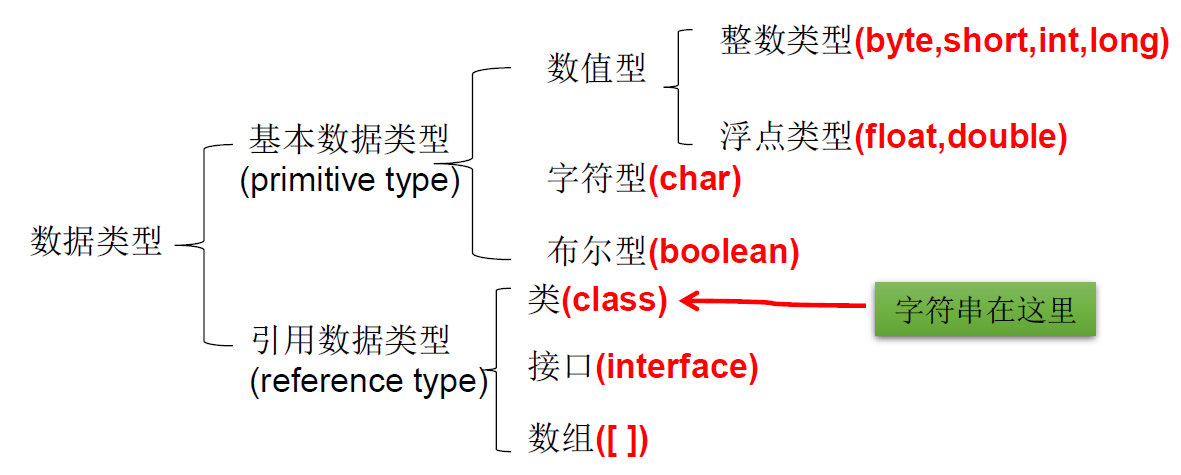 数据类型
基本数据类型
(primitive type)
数值型
整数类型(byte,short,int,long)
浮点类型(float,double)
字符型(char)
布尔型(boolean)
引用数据类型
(reference type)
类(class)
字符串在这里
接口(interface)
数组([ ])